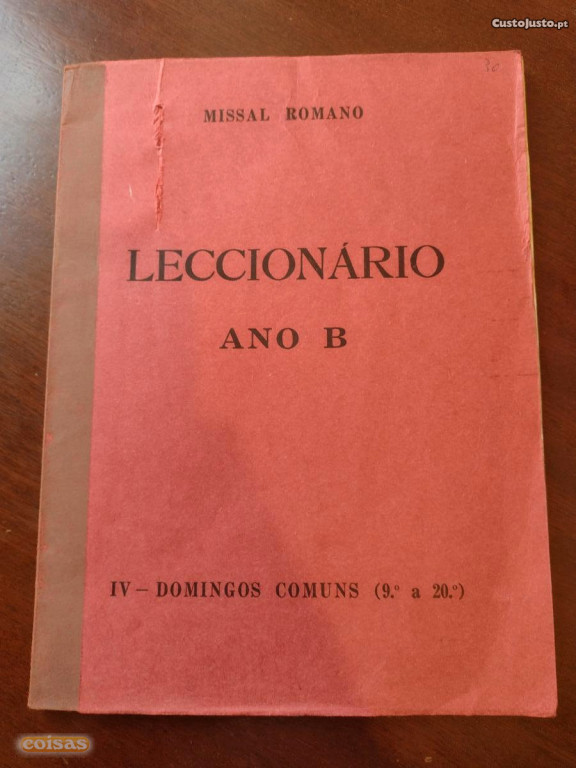 CustoJusto.pt
MISSAL ROMANO
LECCIONÁRIO
ANO B
IV – DOMINGOS COMUNS (9.º a 20.º)
coisas